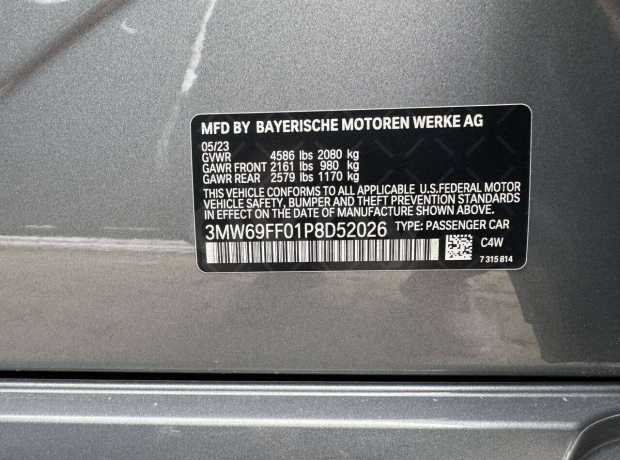 MFD BY BAYERISCHE MOTOREN WERKE AG
05/23
GVWR 4586 lbs 2080 kg
GAWR FRONT 2161 lbs 980 kg
GAWR REAR 2579 lbs 1170 kg
THIS VEHICLE CONFORMS TO ALL APPLICABLE U.S.FEDERAL MOTOR
VEHICLE SAFETY, BUMPER AND THEFT PREVENTION STANDARDS
IN EFFECT ON THE DATE OF MANUFACTURE SHOWN ABOVE.
3MW69FF01P8D52026 TYPE: PASSENGER CAR
C4W
7 315 814